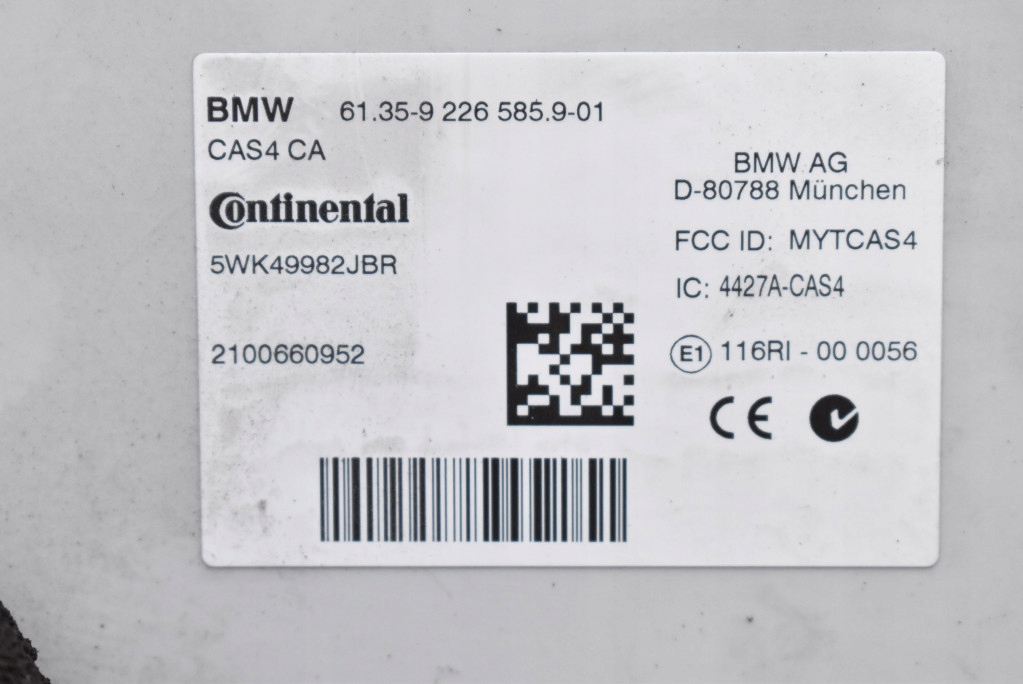 BMW 61.35-9 226 585.9-01
CAS4 CA
Continental
5WK49982JBR
2100660952
BMW AG
D-80788 München
FCC ID: MYTCAS4
IC: 4427A-CAS4
E1 116RI - 00 0056
CE